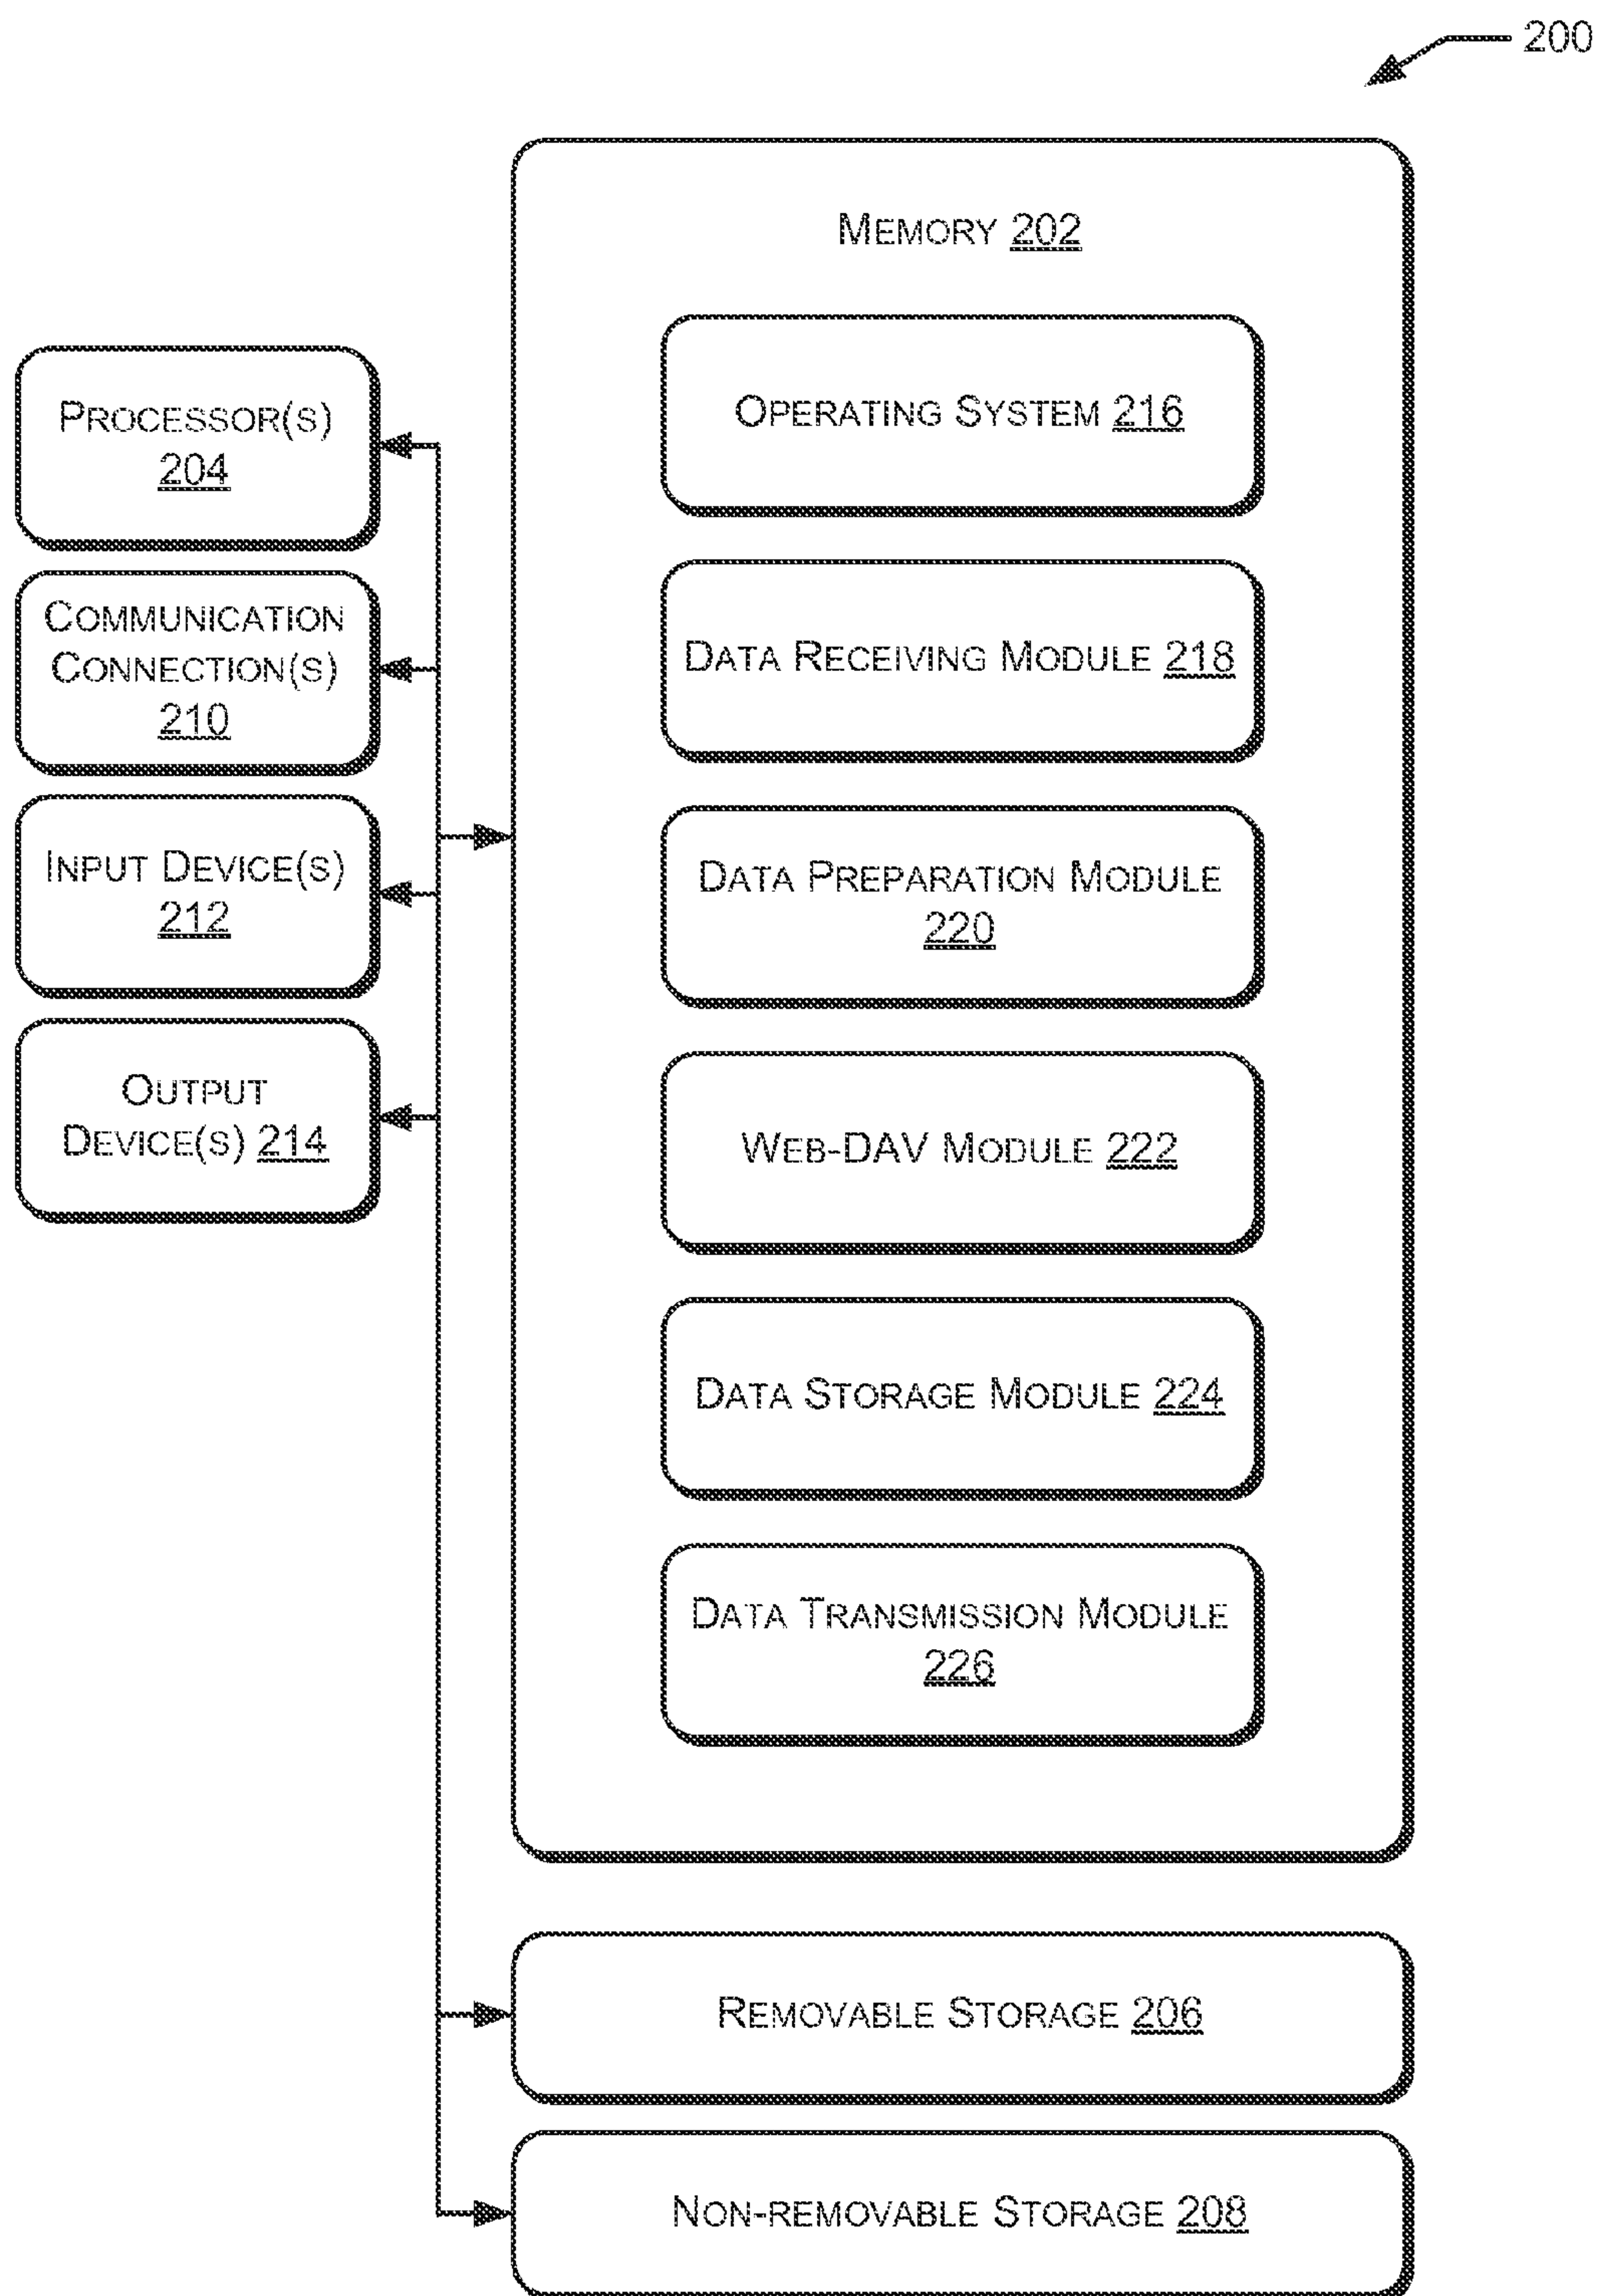 200
MEMORY 202
OPERATING SYSTEM 216
DATA RECEIVING MODULE 218
DATA PREPARATION MODULE
220
WEB-DAV MODULE 222
DATA STORAGE MODULE 224
DATA TRANSMISSION MODULE
226
PROCESSOR(S)
204
COMMUNICATION
CONNECTION(S)
210
INPUT DEVICE(S)
212
OUTPUT
DEVICE(S) 214
REMOVABLE STORAGE 206
NON-REMOVABLE STORAGE 208